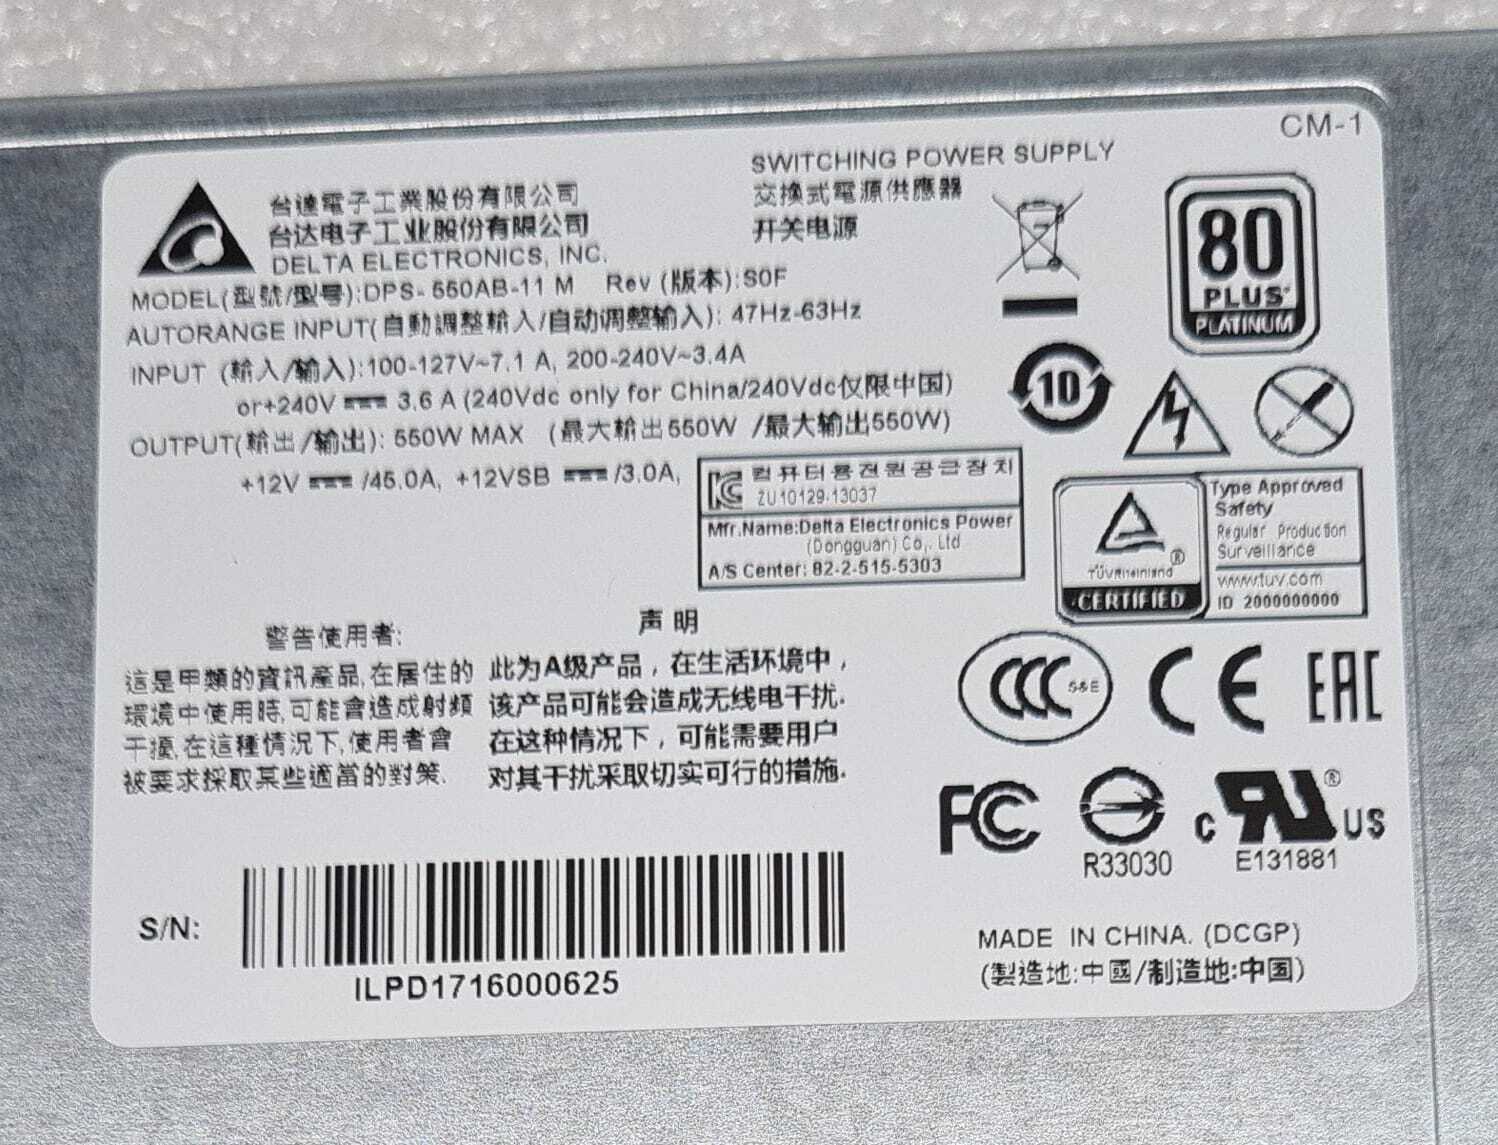 CM-1
台達電子工業股份有限公司
台达电子工业股份有限公司
DELTA ELECTRONICS, INC.
SWITCHING POWER SUPPLY
交換式電源供應器
开关电源
80
PLUS
PLATINUM
MODEL(型號/型号):DPS-550AB-11 M Rev (版本):S0F
AUTORANGE INPUT(自動調整輸入/自动调整输入): 47Hz-63Hz
INPUT (輸入/输入):100-127V~7.1 A, 200-240V~3.4A
or+240V ⎓ 3.6 A (240Vdc only for China/240Vdc仅限中国)
OUTPUT(輸出/输出): 550W MAX (最大輸出550W /最大输出550W)
+12V ⎓ /45.0A, +12VSB ⎓ /3.0A,
10
컴퓨터용전원공급장치
ZU10129-13037
Mfr.Name:Delta Electronics Power
(Dongguan) Co,. Ltd
A/S Center: 82-2-515-5303
TÜVRheinland ®
CERTIFIED
Type Approved
Safety
Regular Production
Surveillance
www.tuv.com
ID 2000000000
警告使用者:
這是甲類的資訊產品,在居住的
環境中使用時,可能會造成射頻
干擾,在這種情況下,使用者會
被要求採取某些適當的對策.
声 明
此为A级产品，在生活环境中，
该产品可能会造成无线电干扰.
在这种情况下，可能需要用户
对其干扰采取切实可行的措施.
CCC S&E
CE
EAC
FC
R33030
c RU ® US
E131881
S/N:
ILPD1716000625
MADE IN CHINA. (DCGP)
(製造地:中國/制造地:中国)